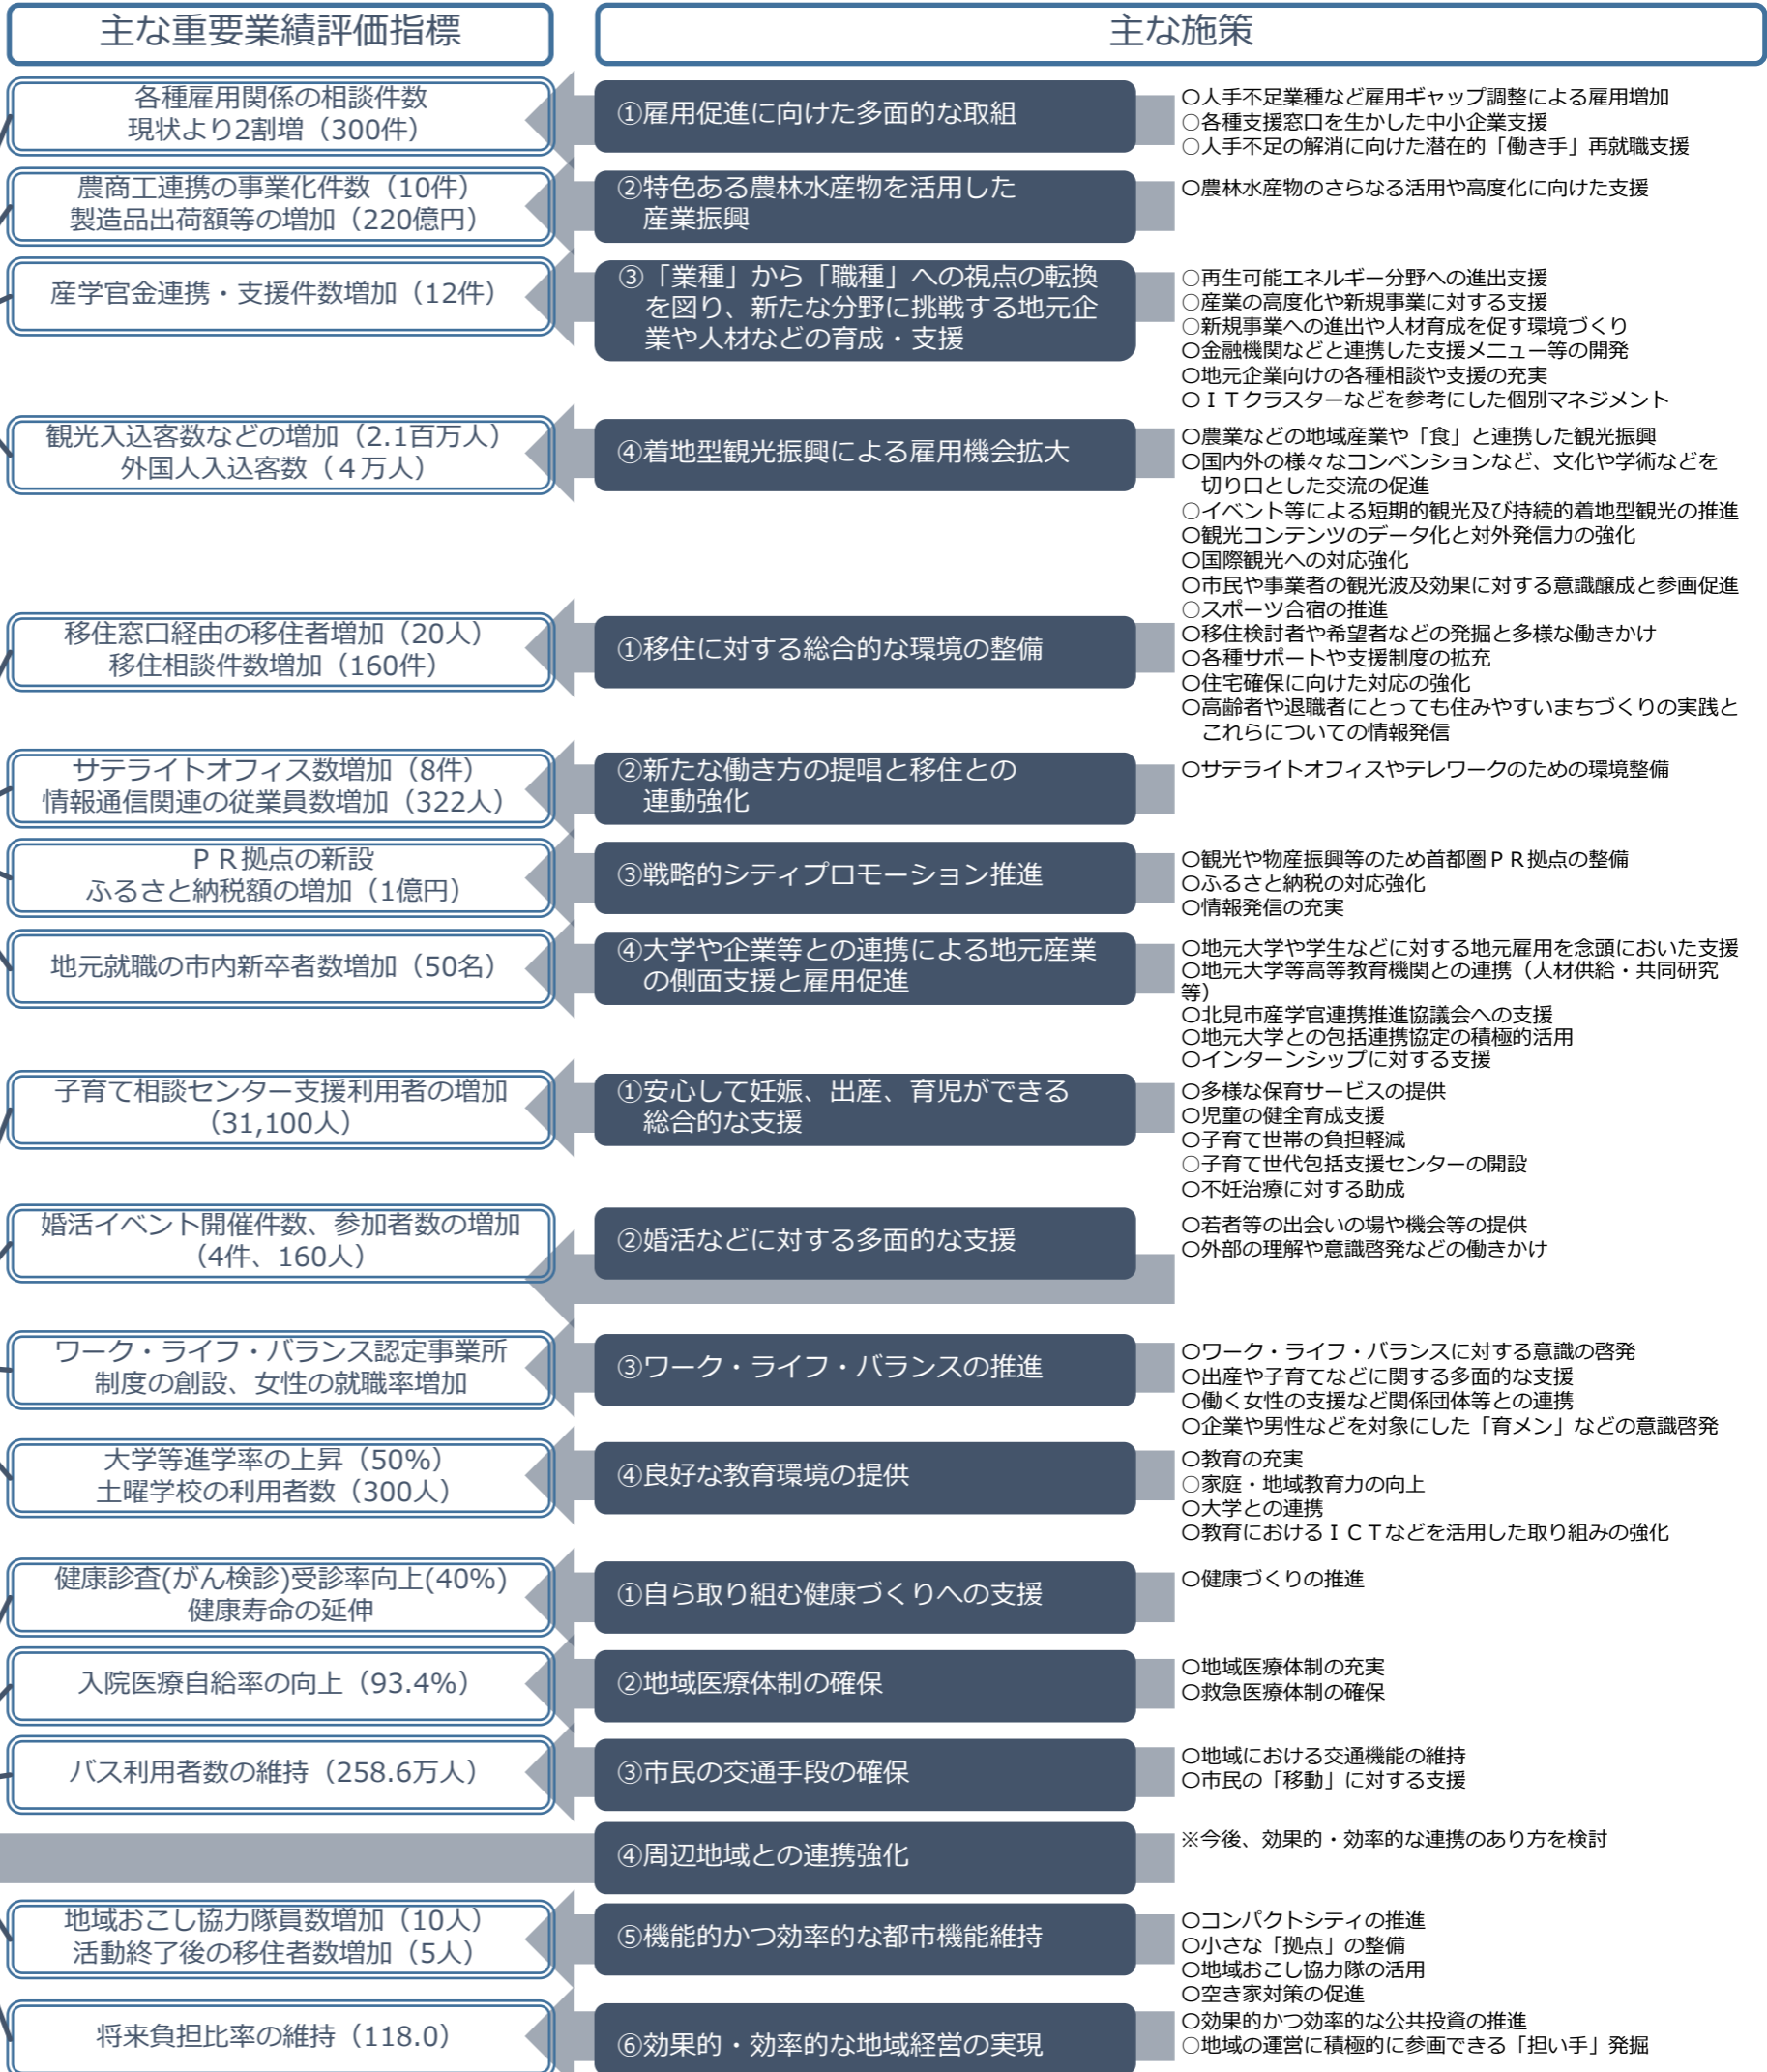 主な重要業績評価指標
主な施策
各種雇用関係の相談件数
現状より2割増（300件）
①雇用促進に向けた多面的な取組
〇人手不足業種など雇用ギャップ調整による雇用増加
○各種支援窓口を生かした中小企業支援
○人手不足の解消に向けた潜在的「働き手」再就職支援
農商工連携の事業化件数（10件）
製造品出荷額等の増加（220億円）
②特色ある農林水産物を活用した
産業振興
〇農林水産物のさらなる活用や高度化に向けた支援
産学官金連携・支援件数増加（12件）
③「業種」から「職種」への視点の転換
を図り、新たな分野に挑戦する地元企
業や人材などの育成・支援
○再生可能エネルギー分野への進出支援
○産業の高度化や新規事業に対する支援
○新規事業への進出や人材育成を促す環境づくり
〇金融機関などと連携した支援メニュー等の開発
〇地元企業向けの各種相談や支援の充実
〇ＩＴクラスターなどを参考にした個別マネジメント
観光入込客数などの増加（2.1百万人）
外国人入込客数（４万人）
④着地型観光振興による雇用機会拡大
〇農業などの地域産業や「食」と連携した観光振興
〇国内外の様々なコンベンションなど、文化や学術などを
切り口とした交流の促進
○イベント等による短期的観光及び持続的着地型観光の推進
〇観光コンテンツのデータ化と対外発信力の強化
〇国際観光への対応強化
〇市民や事業者の観光波及効果に対する意識醸成と参画促進
○スポーツ合宿の推進
移住窓口経由の移住者増加（20人）
移住相談件数増加（160件）
①移住に対する総合的な環境の整備
〇移住検討者や希望者などの発掘と多様な働きかけ
〇各種サポートや支援制度の拡充
〇住宅確保に向けた対応の強化
〇高齢者や退職者にとっても住みやすいまちづくりの実践と
これらについての情報発信
サテライトオフィス数増加（8件）
情報通信関連の従業員数増加（322人）
②新たな働き方の提唱と移住との
連動強化
〇サテライトオフィスやテレワークのための環境整備
ＰＲ拠点の新設
ふるさと納税額の増加（1億円）
③戦略的シティプロモーション推進
〇観光や物産振興等のため首都圏ＰＲ拠点の整備
〇ふるさと納税の対応強化
〇情報発信の充実
地元就職の市内新卒者数増加（50名）
④大学や企業等との連携による地元産業
の側面支援と雇用促進
〇地元大学や学生などに対する地元雇用を念頭においた支援
〇地元大学等高等教育機関との連携（人材供給・共同研究
等）
〇北見市産学官連携推進協議会への支援
〇地元大学との包括連携協定の積極的活用
〇インターンシップに対する支援
子育て相談センター支援利用者の増加
（31,100人）
①安心して妊娠、出産、育児ができる
総合的な支援
〇多様な保育サービスの提供
〇児童の健全育成支援
〇子育て世帯の負担軽減
○子育て世代包括支援センターの開設
〇不妊治療に対する助成
婚活イベント開催件数、参加者数の増加
（4件、160人）
②婚活などに対する多面的な支援
〇若者等の出会いの場や機会等の提供
〇外部の理解や意識啓発などの働きかけ
ワーク・ライフ・バランス認定事業所
制度の創設、女性の就職率増加
③ワーク・ライフ・バランスの推進
〇ワーク・ライフ・バランスに対する意識の啓発
〇出産や子育てなどに関する多面的な支援
〇働く女性の支援など関係団体等との連携
〇企業や男性などを対象にした「育メン」などの意識啓発
大学等進学率の上昇（50%）
土曜学校の利用者数（300人）
④良好な教育環境の提供
〇教育の充実
○家庭・地域教育力の向上
〇大学との連携
〇教育におけるＩＣＴなどを活用した取り組みの強化
健康診査(がん検診)受診率向上(40%)
健康寿命の延伸
①自ら取り組む健康づくりへの支援
〇健康づくりの推進
入院医療自給率の向上（93.4%）
②地域医療体制の確保
〇地域医療体制の充実
〇救急医療体制の確保
バス利用者数の維持（258.6万人）
③市民の交通手段の確保
〇地域における交通機能の維持
〇市民の「移動」に対する支援
④周辺地域との連携強化
※今後、効果的・効率的な連携のあり方を検討
地域おこし協力隊員数増加（10人）
活動終了後の移住者数増加（5人）
⑤機能的かつ効率的な都市機能維持
〇コンパクトシティの推進
〇小さな「拠点」の整備
〇地域おこし協力隊の活用
〇空き家対策の促進
将来負担比率の維持（118.0）
⑥効果的・効率的な地域経営の実現
〇効果的かつ効率的な公共投資の推進
○地域の運営に積極的に参画できる「担い手」発掘